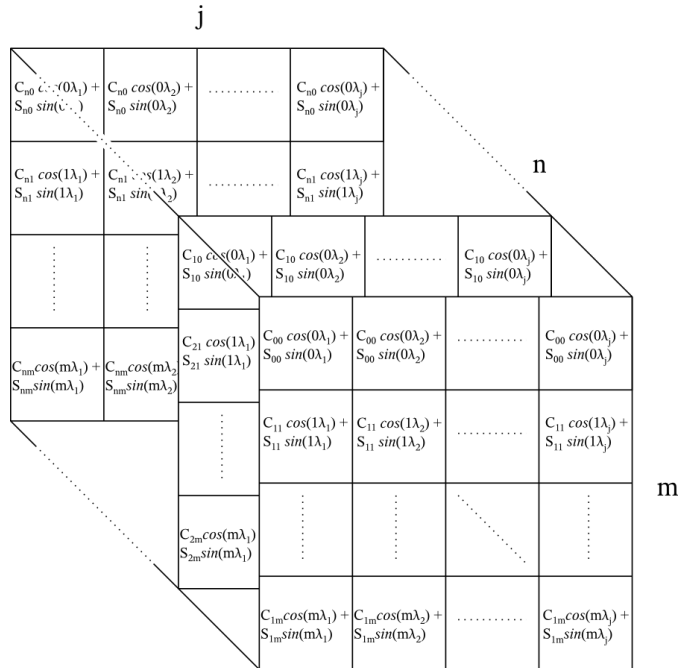 j
C_n0 cos(0λ_1) + C_n0 cos(0λ_2) + ........... C_n0 cos(0λ_j) +
S_n0 sin( S_n0 sin(0λ_2) S_n0 sin(0λ_j)
n
C_n1 cos(1λ_1) + C_n1 (1λ_2) + ........... C_n1 cos(1λ_j) +
S_n1 sin(1λ_1) S_n1 sin( S_n1 sin(1λ_j)
C_10 cos(0λ_1) + C_10 cos(0λ_2) + ........... C_10 cos(0λ_j) +
S_10 sin(0λ_1) S_10 sin(0λ_2) S_10 sin(0λ_j)
C_00 cos(0λ_1) + C_00 cos(0λ_2) + ........... C_00 cos(0λ_j) +
S_00 sin(0λ_1) S_00 sin(0λ_2) S_00 sin(0λ_j)
C_21 cos(1λ_1)
S_21 sin(1λ_1)
C_nm cos(mλ_1) + C_nm cos(mλ_2
S_nm sin(mλ_1) S_nm sin(mλ_2)
C_11 cos(1λ_1) + C_11 cos(1λ_2) + ........... C_11 cos(1λ_j) +
S_11 sin(1λ_1) S_11 sin(1λ_2) S_11 sin(1λ_j)
m
C_2m cos(mλ_1)
S_2m sin(mλ_1)
C_1m cos(mλ_1) + C_1m cos(mλ_2) + ........... C_1m cos(mλ_j) +
S_1m sin(mλ_1) S_1m sin(mλ_2) S_1m sin(mλ_j)